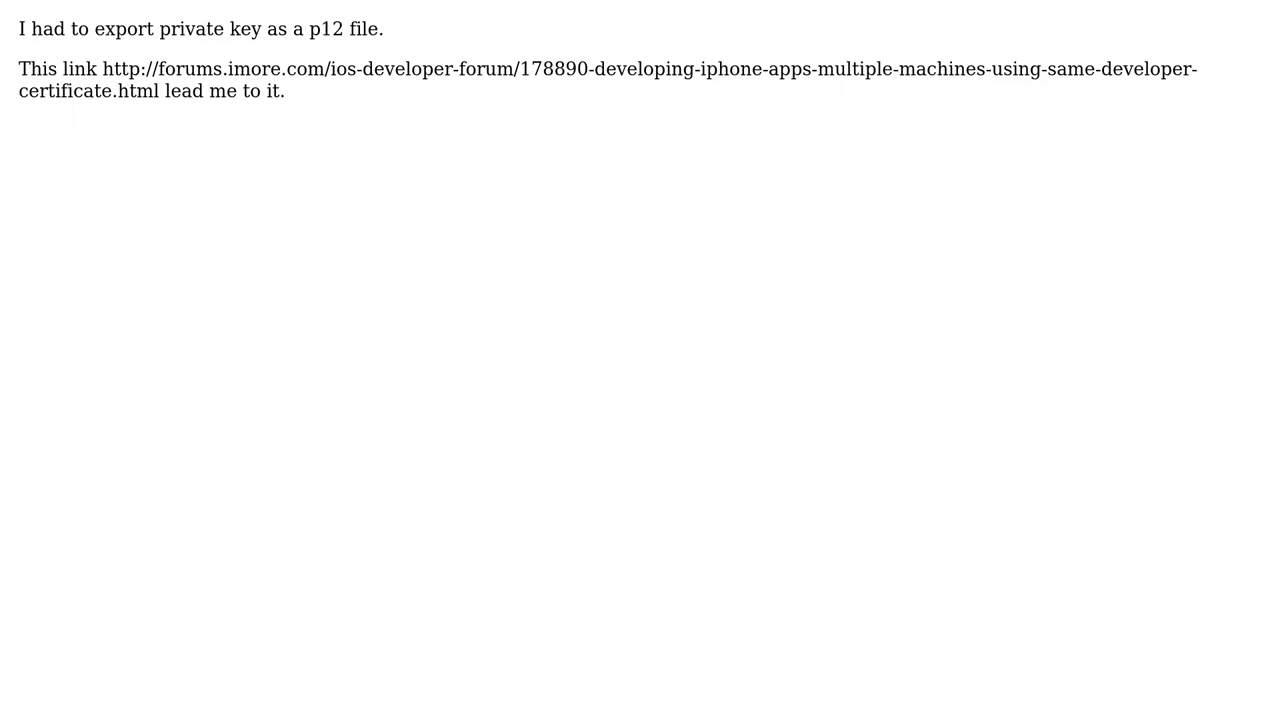 I had to export private key as a p12 file.
This link http://forums.imore.com/ios-developer-forum/178890-developing-iphone-apps-multiple-machines-using-same-developer-
certificate.html lead me to it.